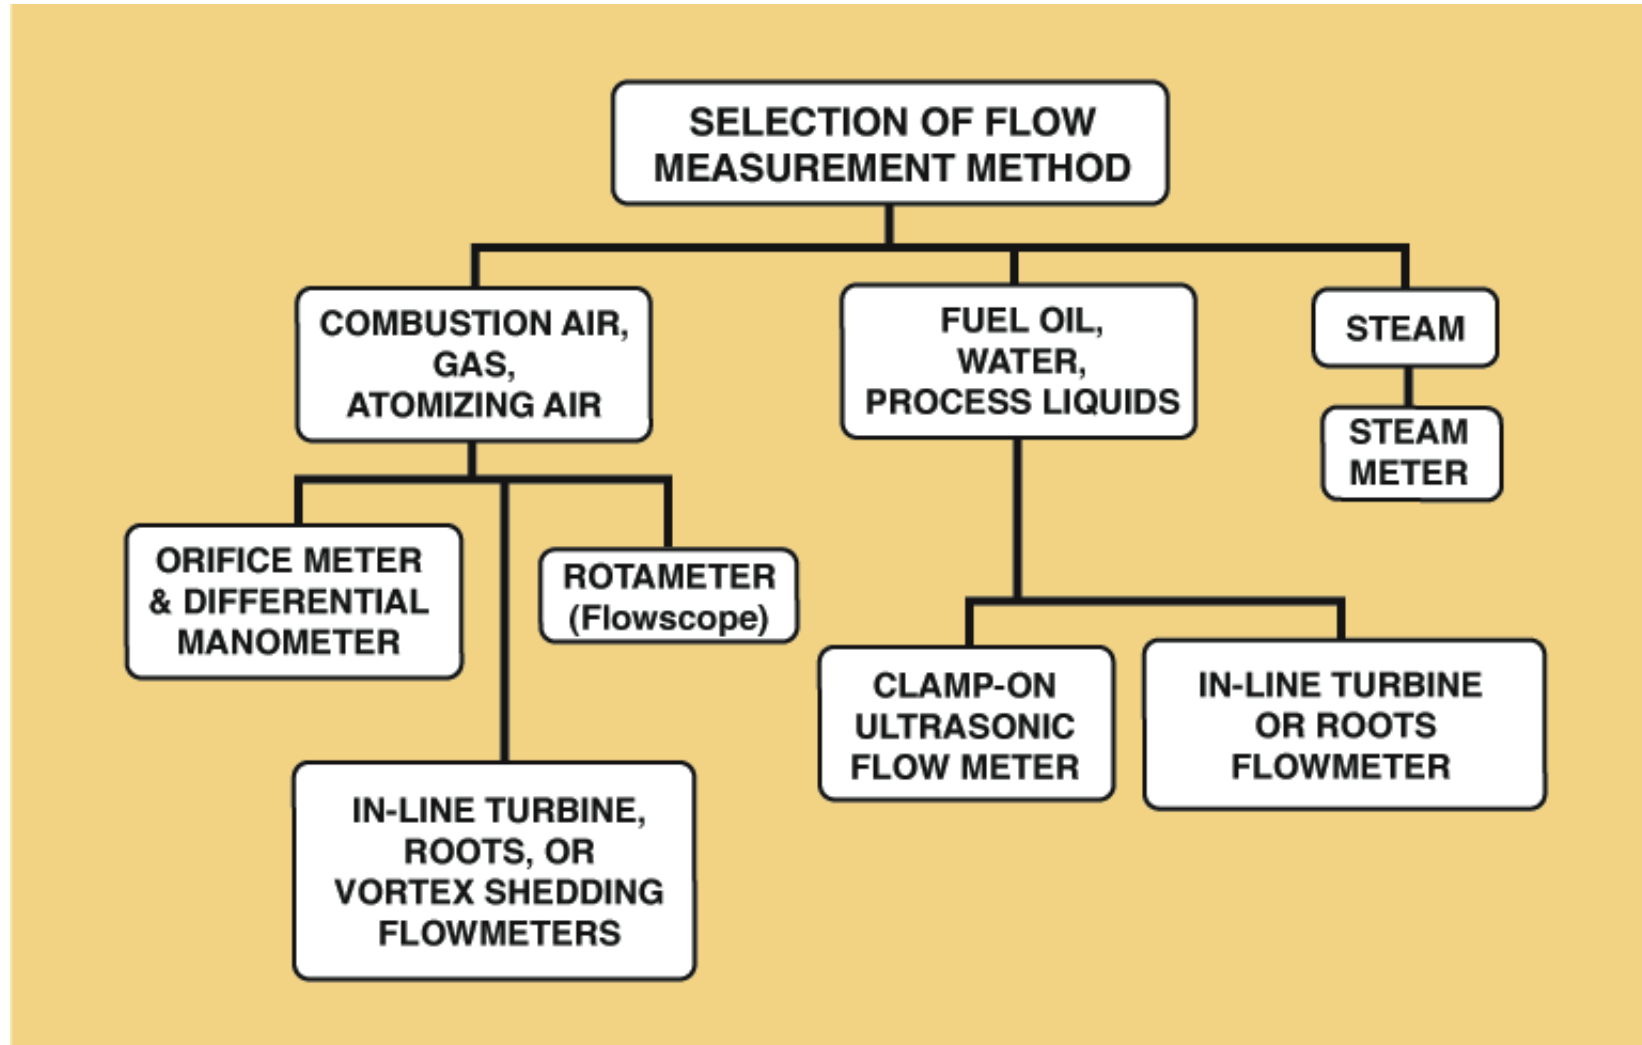 SELECTION OF FLOW
MEASUREMENT METHOD
COMBUSTION AIR,
GAS,
ATOMIZING AIR
FUEL OIL,
WATER,
PROCESS LIQUIDS
STEAM
STEAM
METER
ORIFICE METER
& DIFFERENTIAL
MANOMETER
ROTAMETER
(Flowscope)
IN-LINE TURBINE,
ROOTS, OR
VORTEX SHEDDING
FLOWMETERS
CLAMP-ON
ULTRASONIC
FLOW METER
IN-LINE TURBINE
OR ROOTS
FLOWMETER